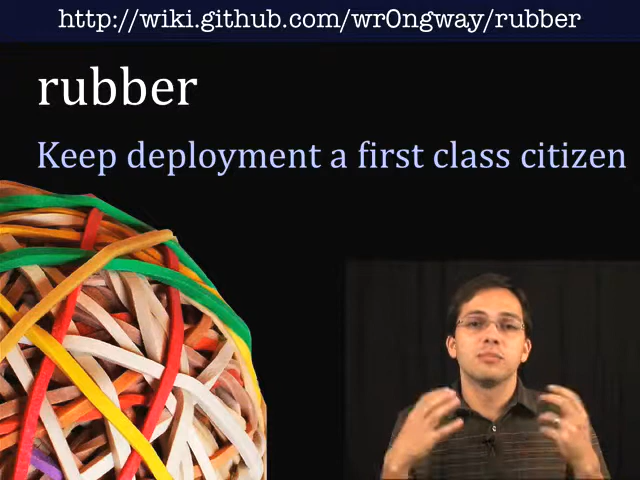 http://wiki.github.com/wr0ngway/rubber
rubber
Keep deployment a first class citizen